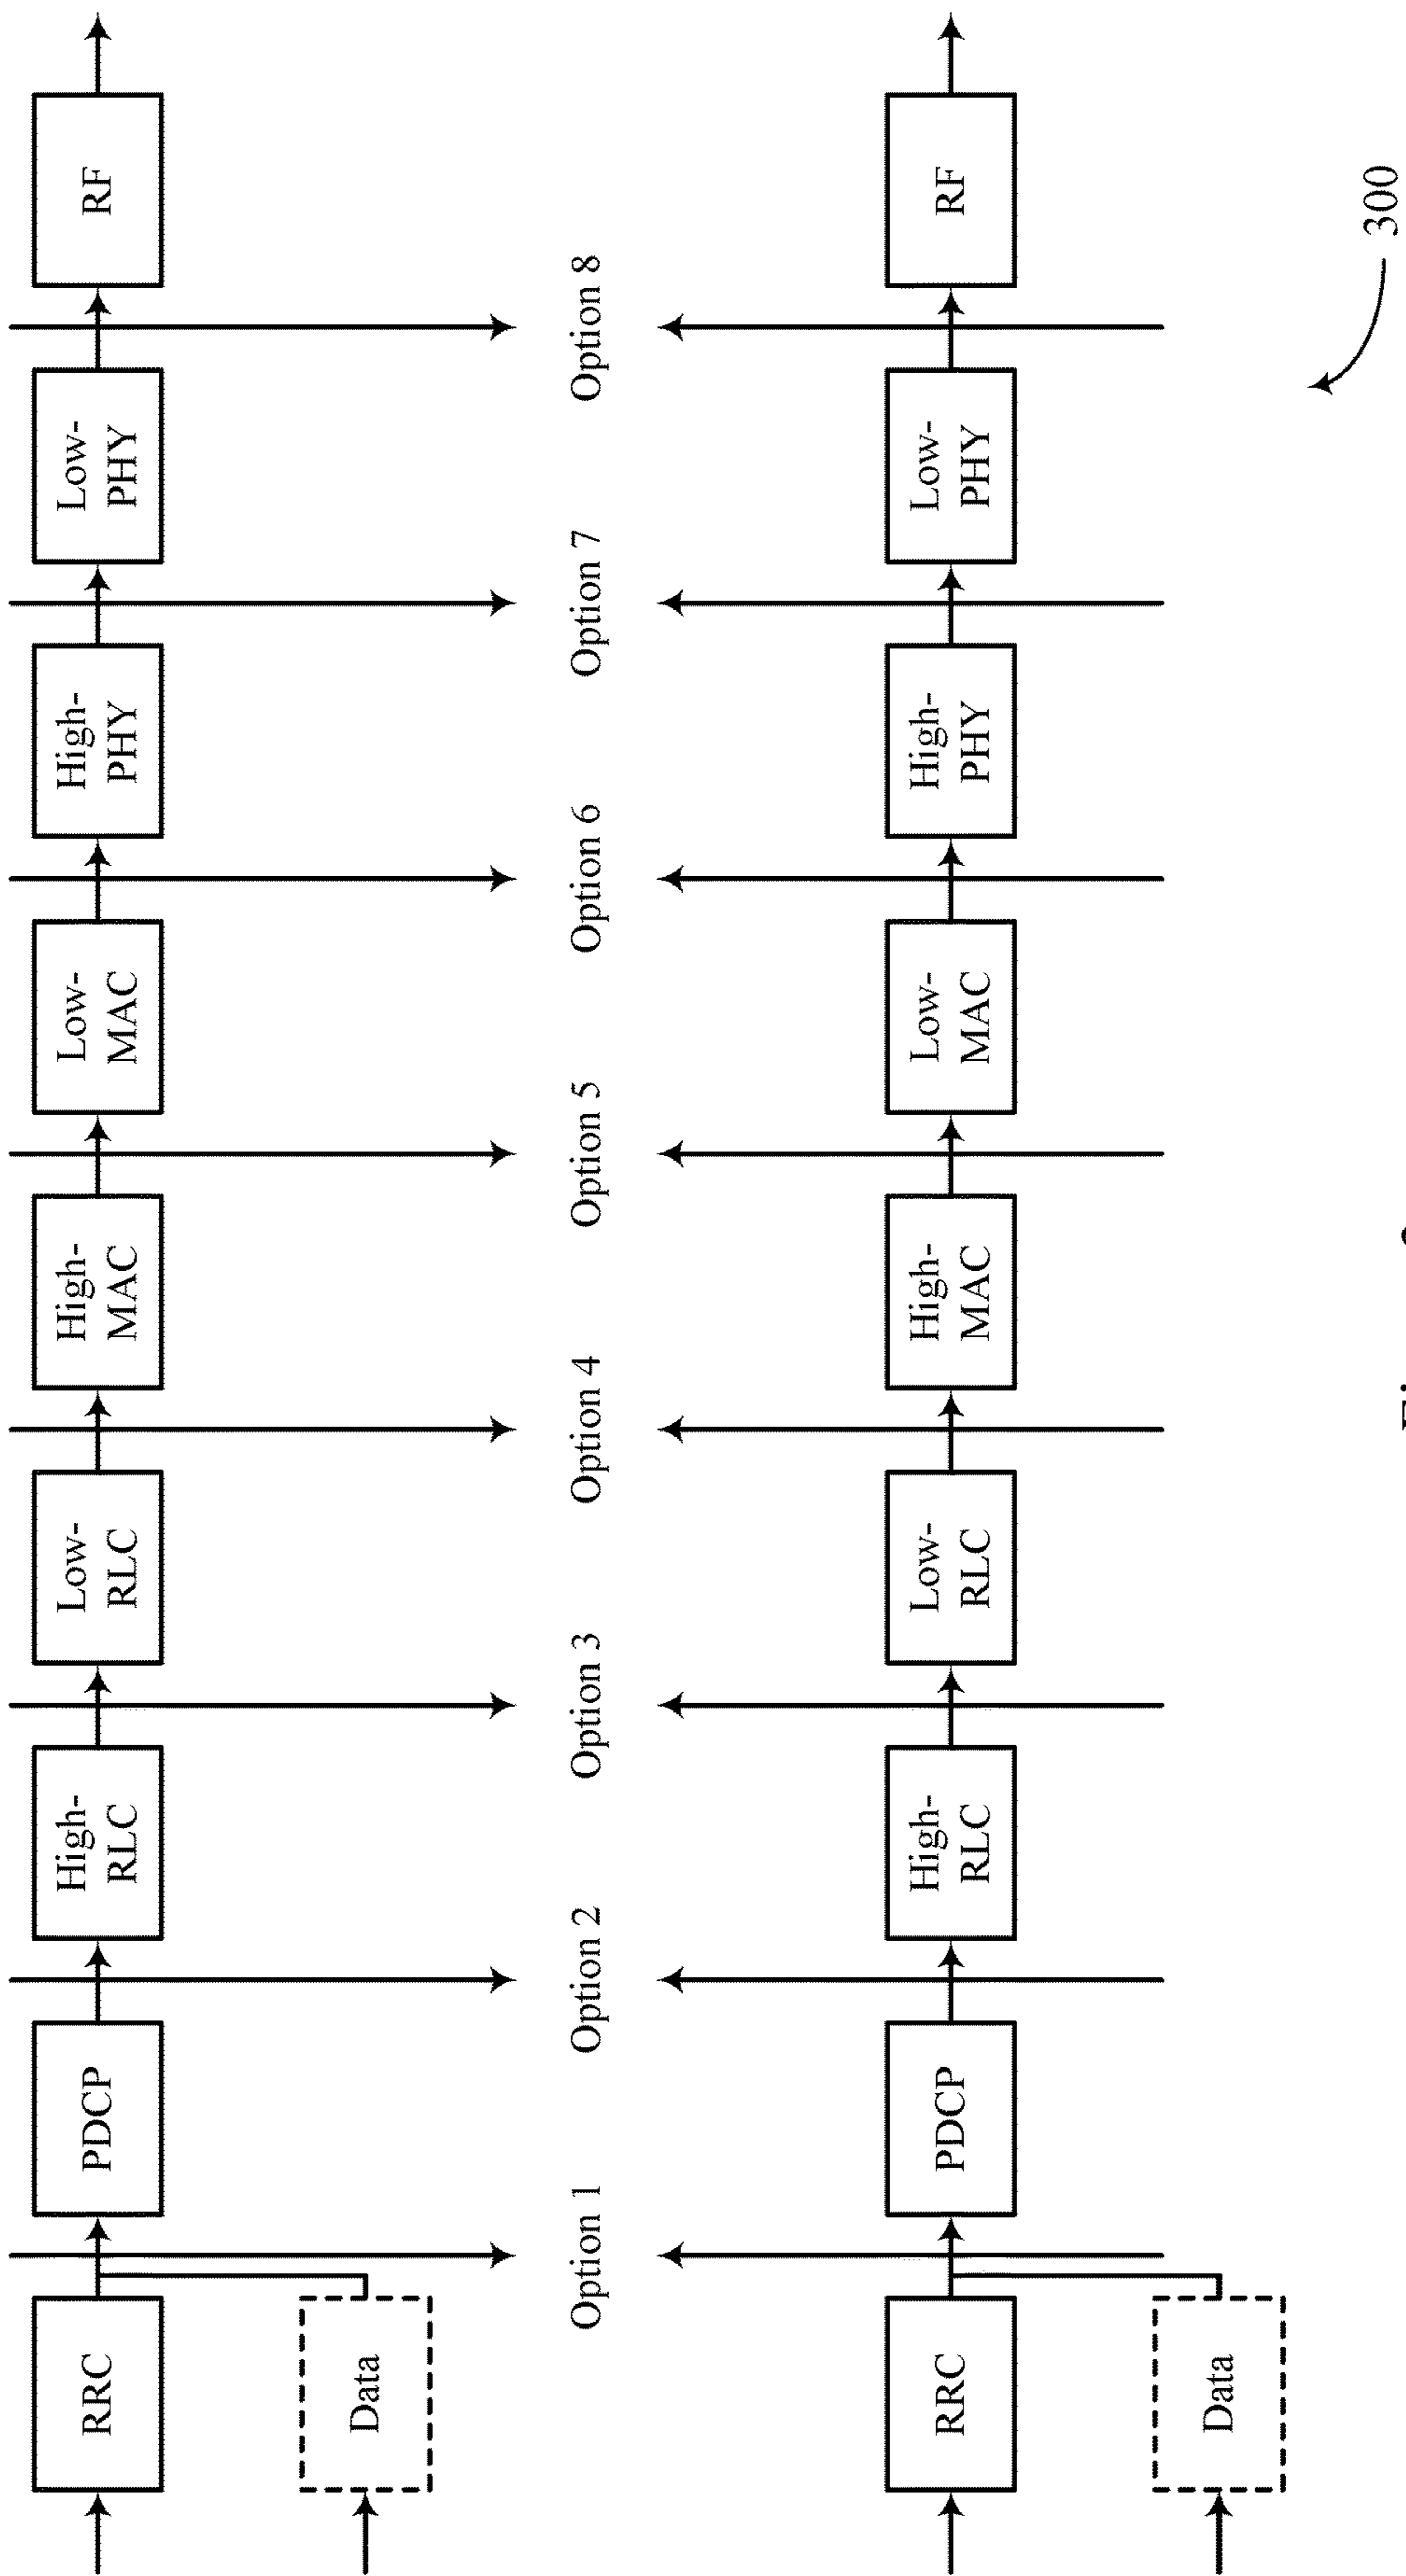 RRC
PDCP
High-
RLC
Low-
RLC
High-
MAC
Low-
MAC
High-
PHY
Low-
PHY
RF
Data
Option 1
Option 2
Option 3
Option 4
Option 5
Option 6
Option 7
Option 8
RRC
PDCP
High-
RLC
Low-
RLC
High-
MAC
Low-
MAC
High-
PHY
Low-
PHY
RF
Data
300